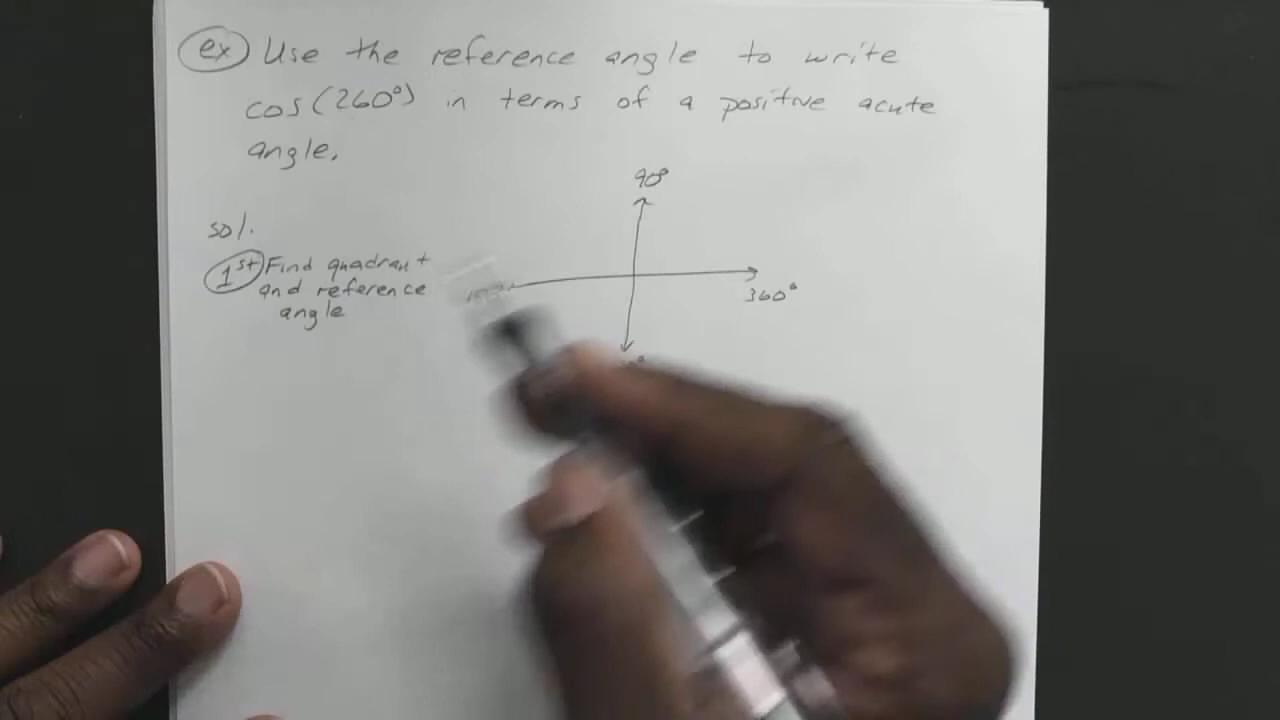 ex Use the reference angle to write
cos(260°) in terms of a positive acute
angle.
90°
sol.
1st Find quadrant
and reference
angle
360°